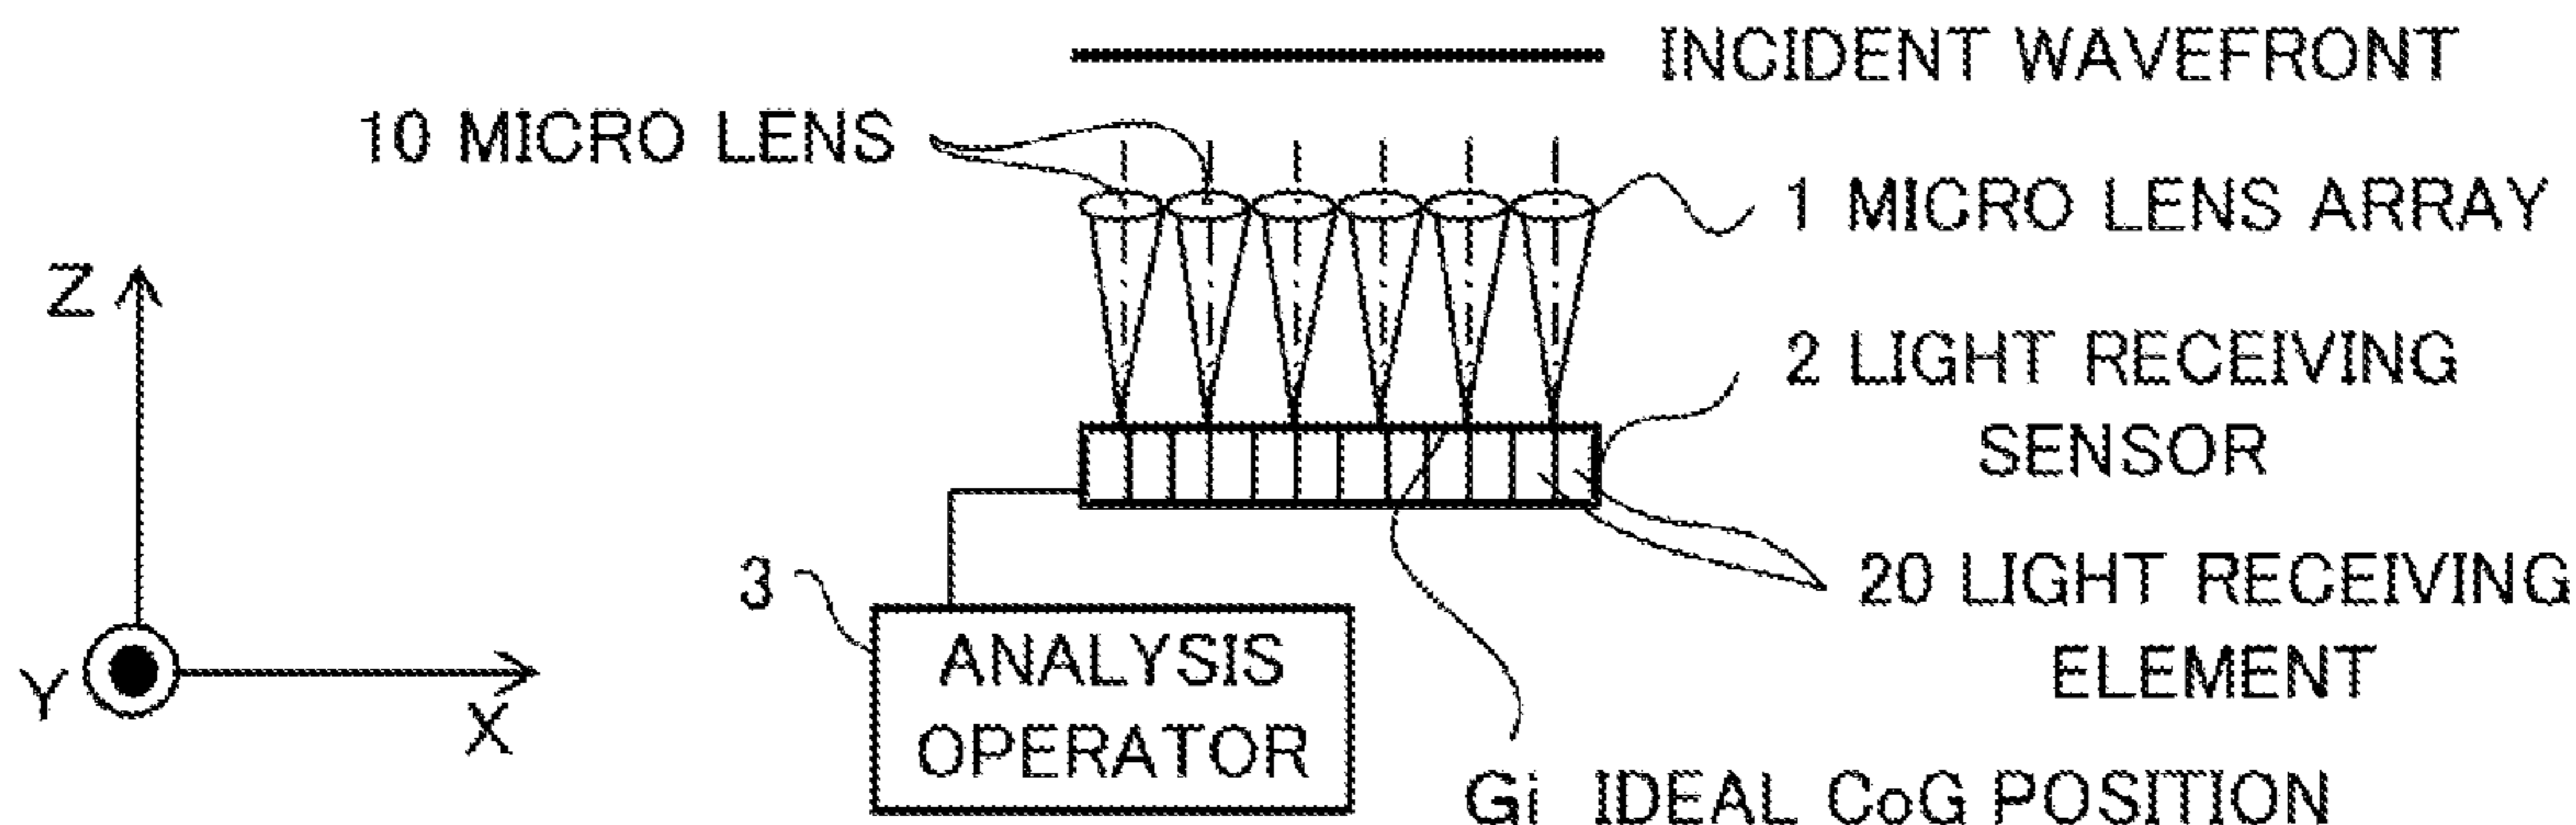 INCIDENT WAVEFRONT
10 MICRO LENS
1 MICRO LENS ARRAY
Z
2 LIGHT RECEIVING
SENSOR
3
20 LIGHT RECEIVING
ELEMENT
ANALYSIS
OPERATOR
Y
X
Gi IDEAL CoG POSITION